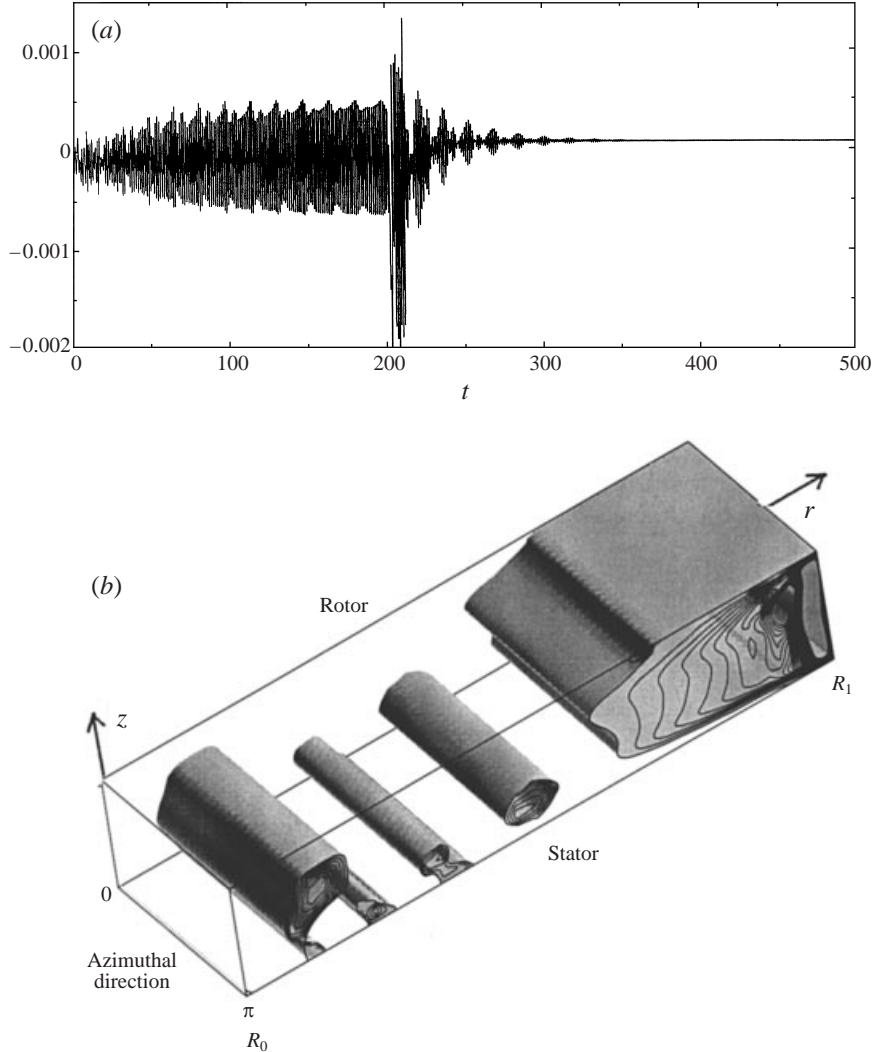 (a)
0.001
0
–0.001
–0.002
0 100 200 300 400 500
t
(b)
r
Rotor
R1
z
Stator
0
Azimuthal
direction
π
R0